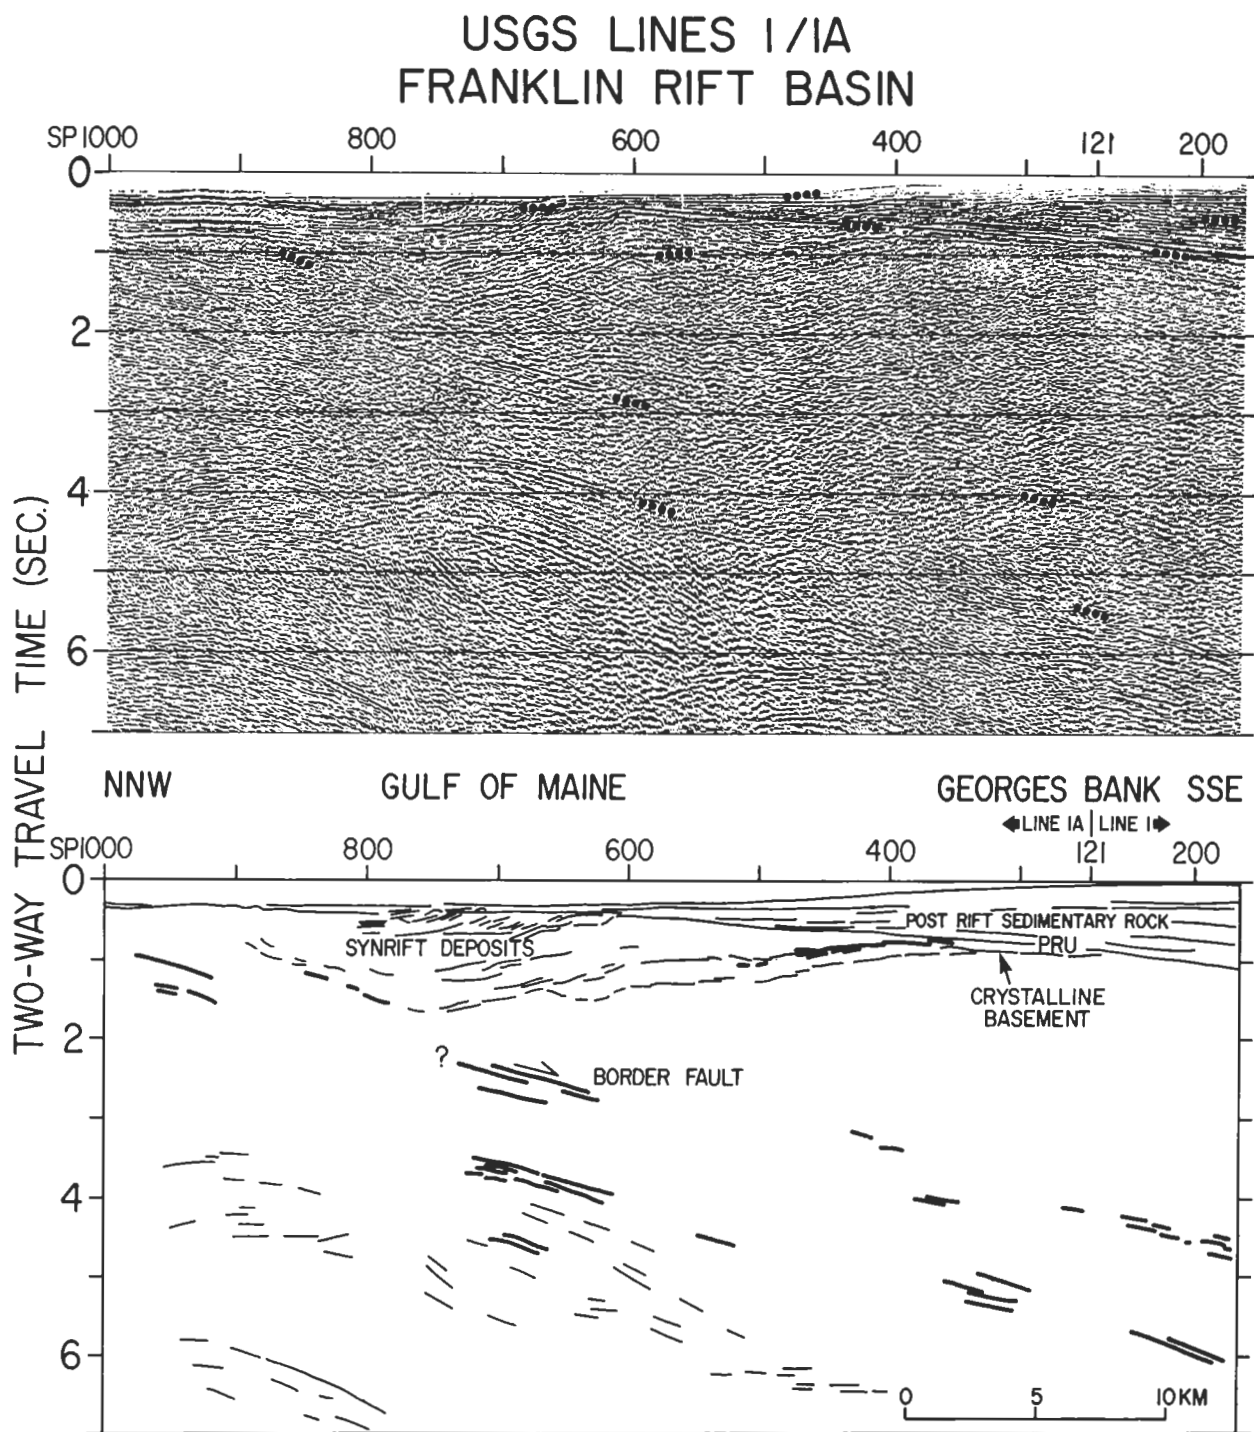 USGS LINES 1/1A
FRANKLIN RIFT BASIN
SP1000 800 600 400 121 200
0
2
4
6
TWO-WAY TRAVEL TIME (SEC.)
NNW GULF OF MAINE GEORGES BANK SSE
LINE 1A LINE 1
SP1000 800 600 400 121 200
0
POST RIFT SEDIMENTARY ROCK
SYNRIFT DEPOSITS
PRU
CRYSTALLINE
BASEMENT
2
?
BORDER FAULT
4
6
0 5 10 KM